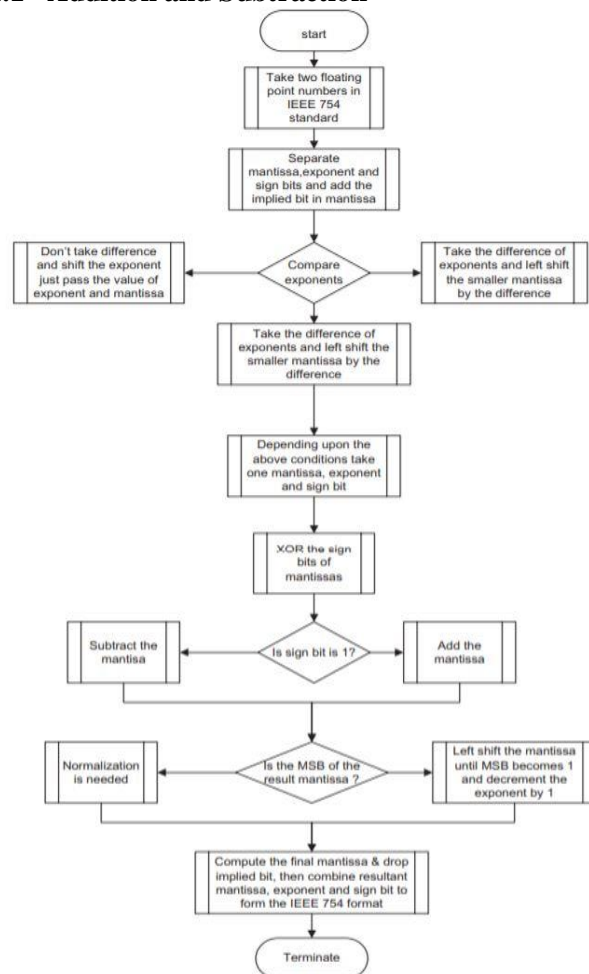 Addition and Subtraction
start
Take two floating
point numbers in
IEEE 754
standard
Separate
mantissa,exponent and
sign bits and add the
implied bit in mantissa
Don't take difference
and shift the exponent
just pass the value of
exponent and mantissa
Compare
exponents
Take the difference of
exponents and left shift
the smaller mantissa
by the difference
Take the difference of
exponents and left shift the
smaller mantissa by the
difference
Depending upon the
above conditions take
one mantissa, exponent
and sign bit
XOR the sign
bits of
mantissas
Subtract the
mantisa
Is sign bit is 1?
Add the
mantissa
Normalization
is needed
Is the MSB of the
result mantissa ?
Left shift the mantissa
until MSB becomes 1
and decrement the
exponent by 1
Compute the final mantissa & drop
implied bit, then combine resultant
mantissa, exponent and sign bit to
form the IEEE 754 format
Terminate